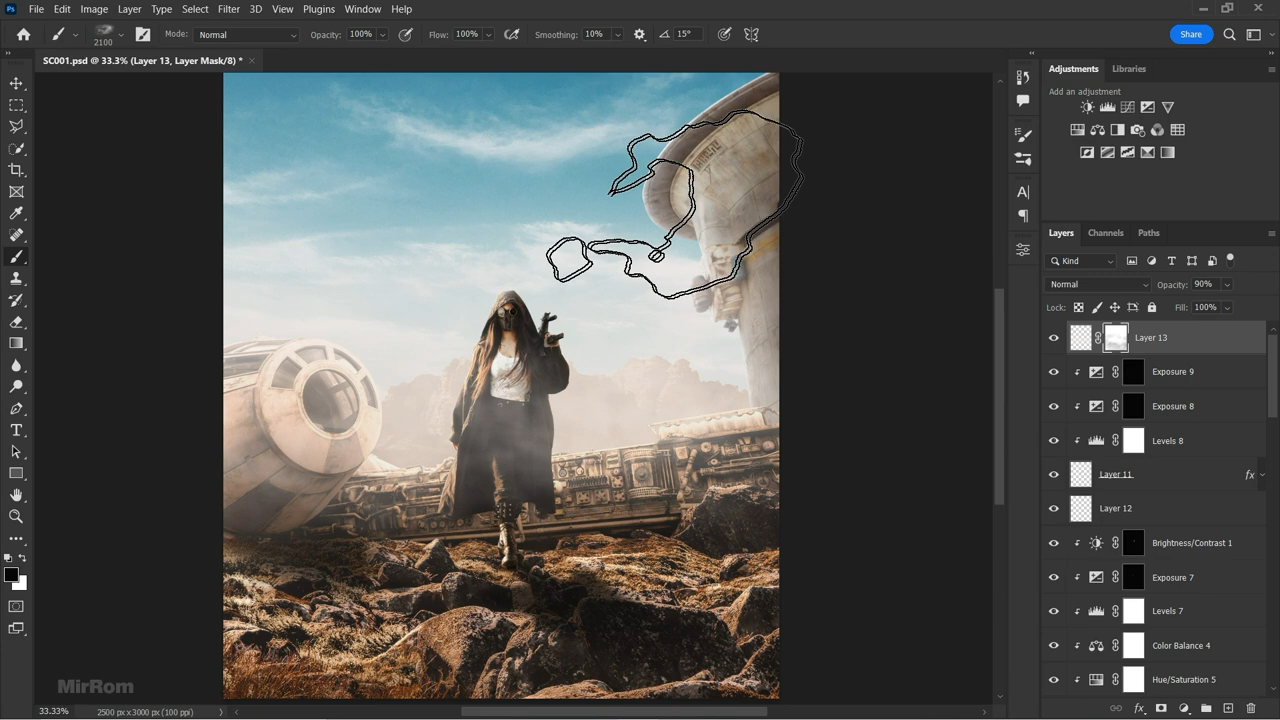 Ps File Edit Image Layer Type Select Filter 3D View Plugins Window Help
2100 Mode: Normal Opacity: 100% Flow: 100% Smoothing: 10% 15° Share
SC001.psd @ 33.3% (Layer 13, Layer Mask/8) *
Adjustments Libraries
Add an adjustment
Layers Channels Paths
Kind
Normal Opacity: 90%
Lock: Fill: 100%
Layer 13
Exposure 9
Exposure 8
Levels 8
Layer 11 fx
Layer 12
Brightness/Contrast 1
Exposure 7
Levels 7
Color Balance 4
Hue/Saturation 5
MirRom
33.33% 2500 px x 3000 px (100 ppi)
fx